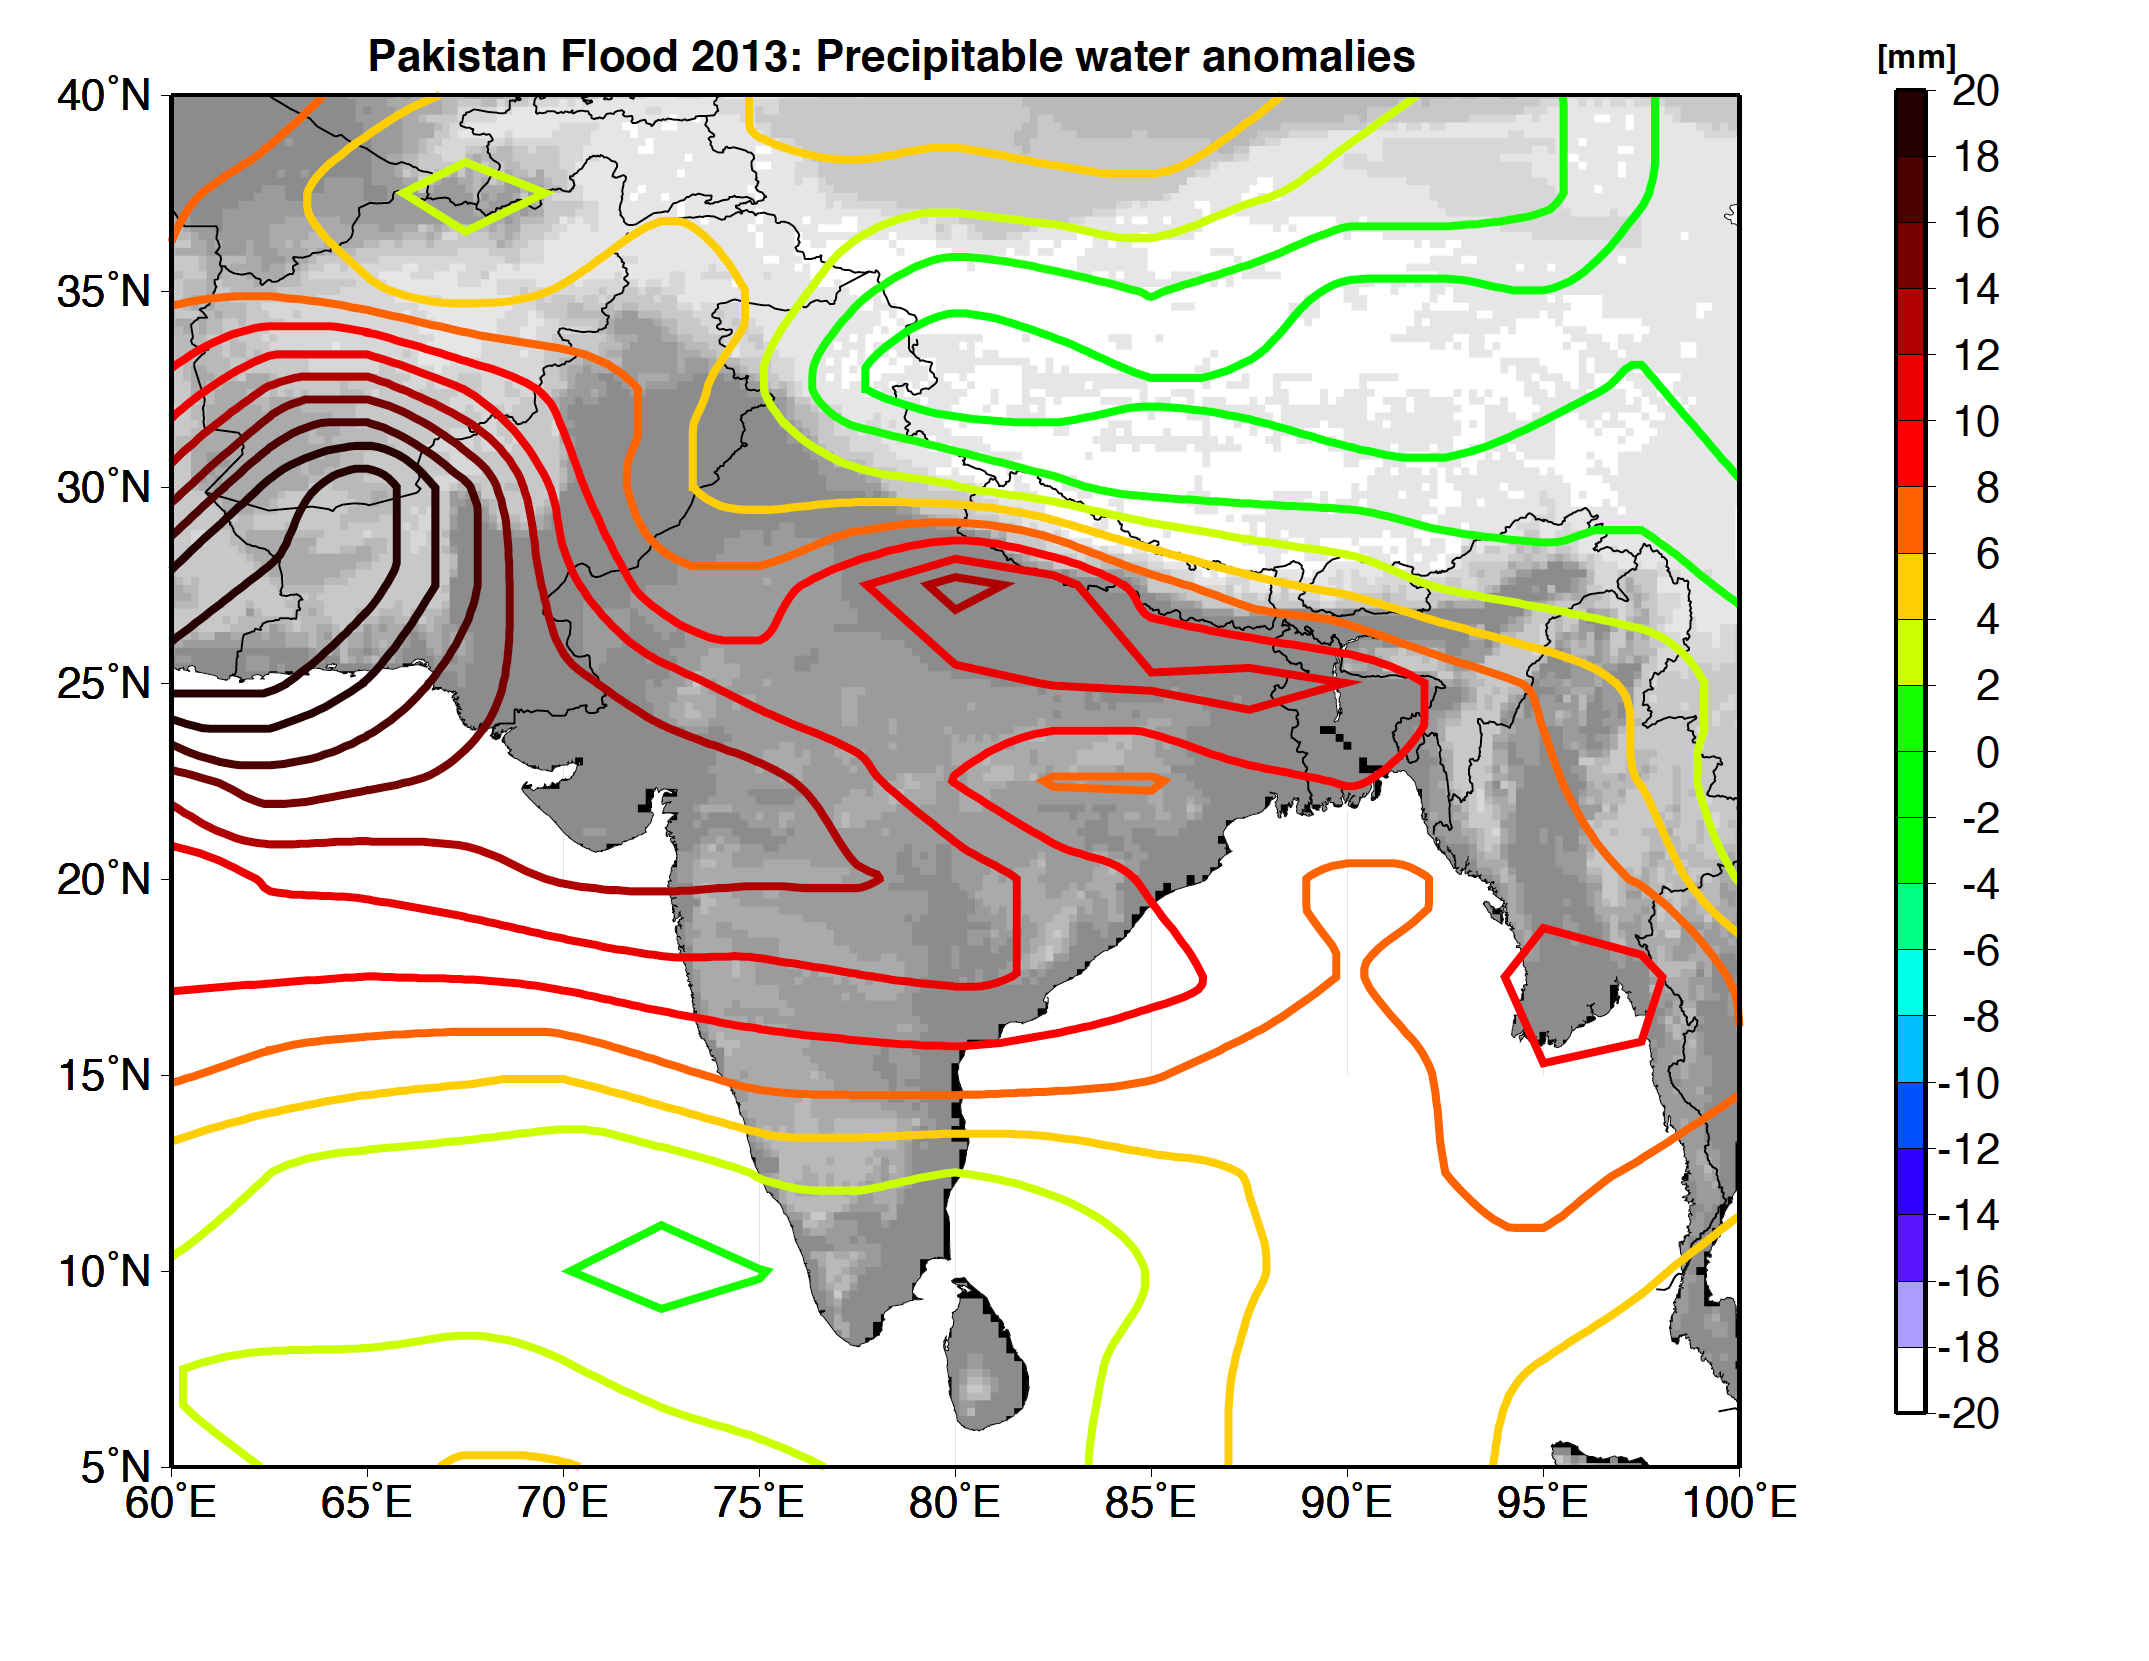 Pakistan Flood 2013: Precipitable water anomalies
[mm]
40°N
35°N
30°N
25°N
20°N
15°N
10°N
5°N
60°E 65°E 70°E 75°E 80°E 85°E 90°E 95°E 100°E
20
18
16
14
12
10
8
6
4
2
0
-2
-4
-6
-8
-10
-12
-14
-16
-18
-20